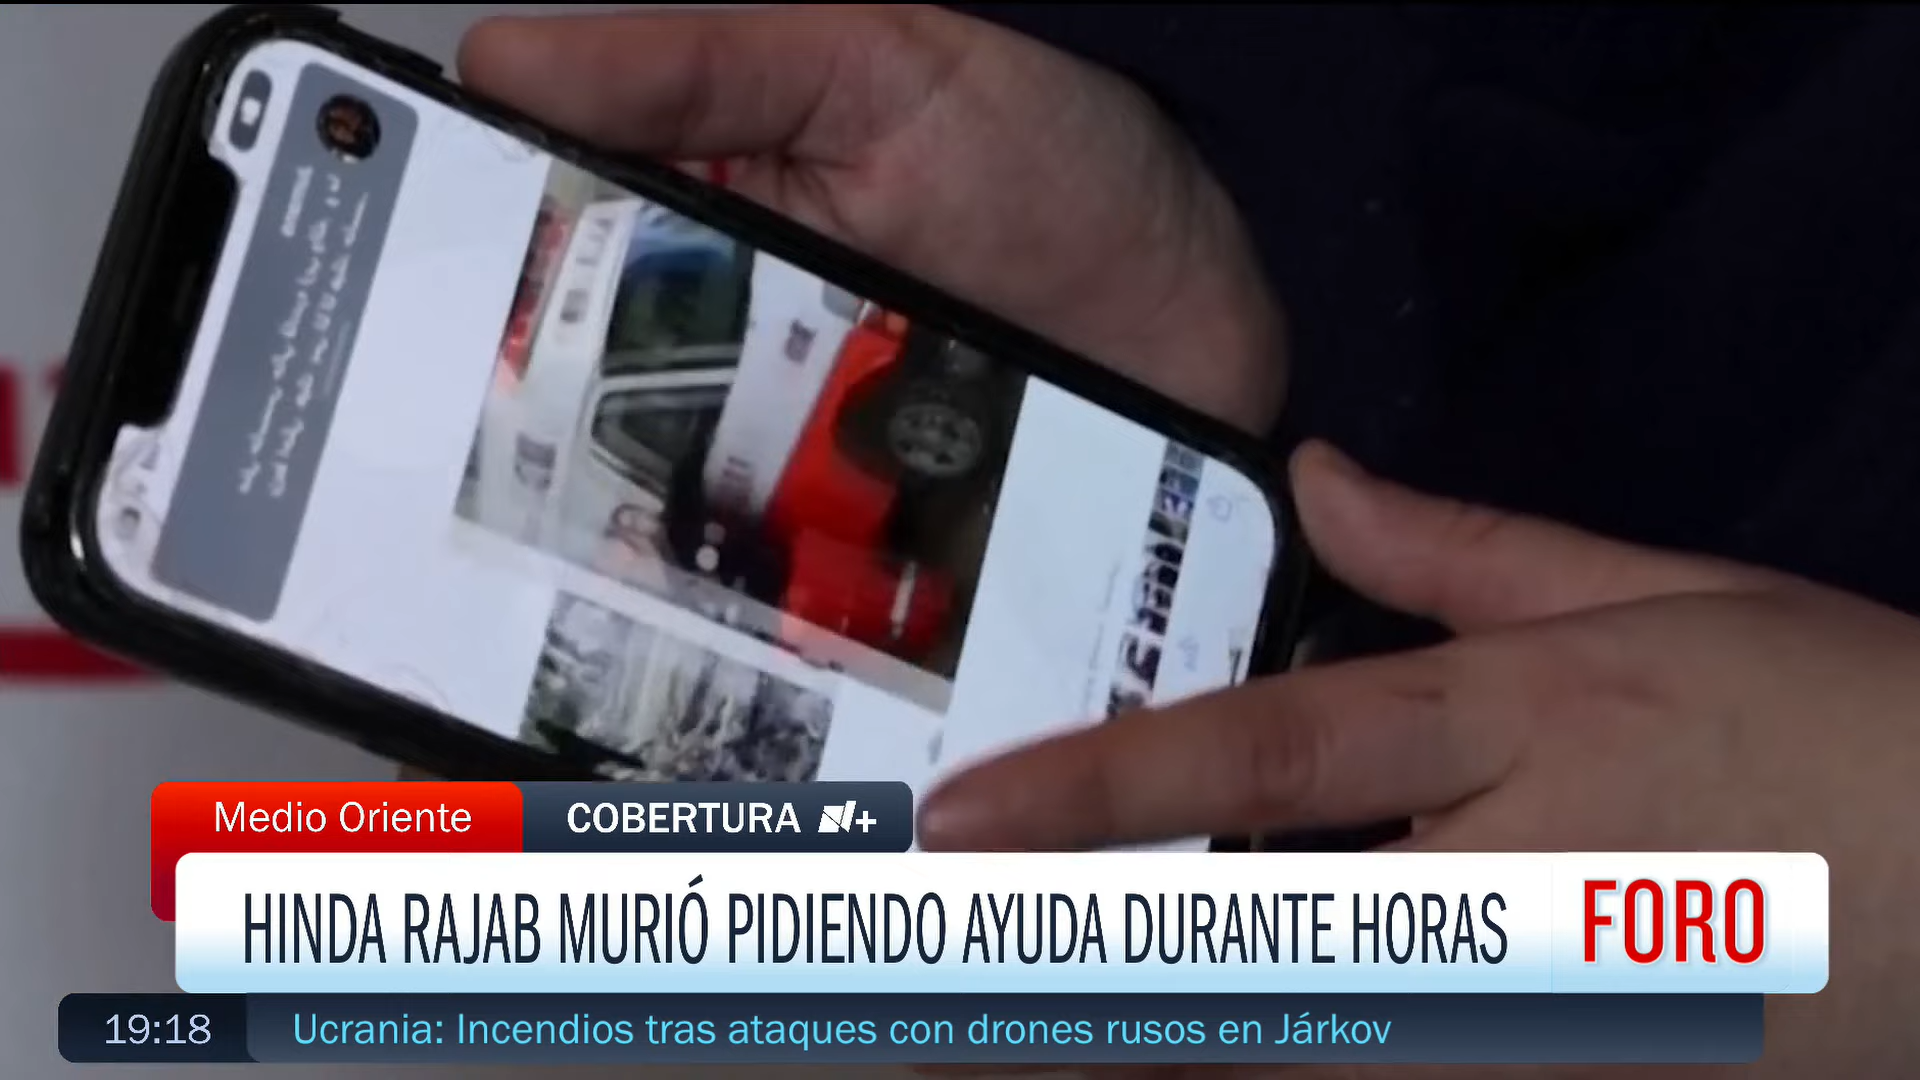 Medio Oriente
COBERTURA N+
HINDA RAJAB MURIÓ PIDIENDO AYUDA DURANTE HORAS
FORO
19:18
Ucrania: Incendios tras ataques con drones rusos en Járkov